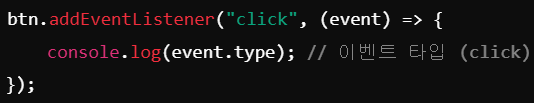 btn.addEventListener("click", (event) => {
    console.log(event.type); // 이벤트 타입 (click)
});